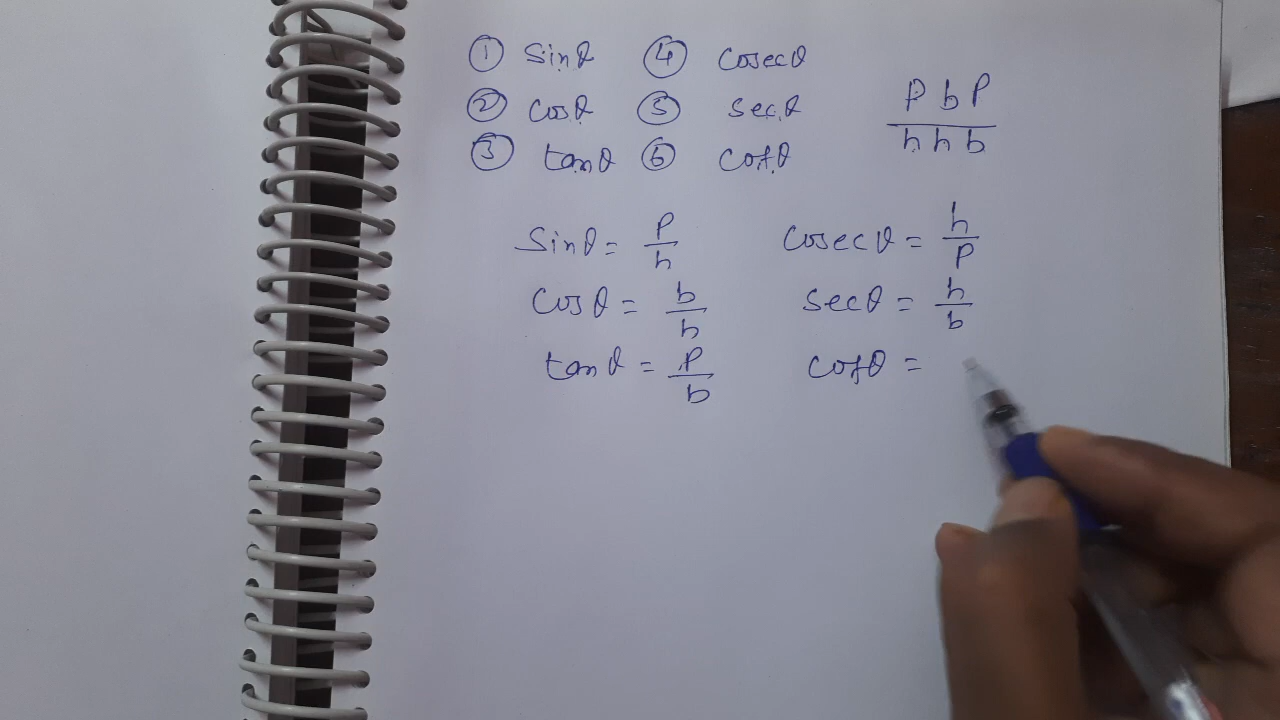 ① sinθ ④ cosecθ
② cosθ ⑤ secθ
③ tanθ ⑥ cotθ
P b P
h h b
sinθ = P/h cosecθ = h/P
cosθ = b/h secθ = h/b
tanθ = P/b cotθ =